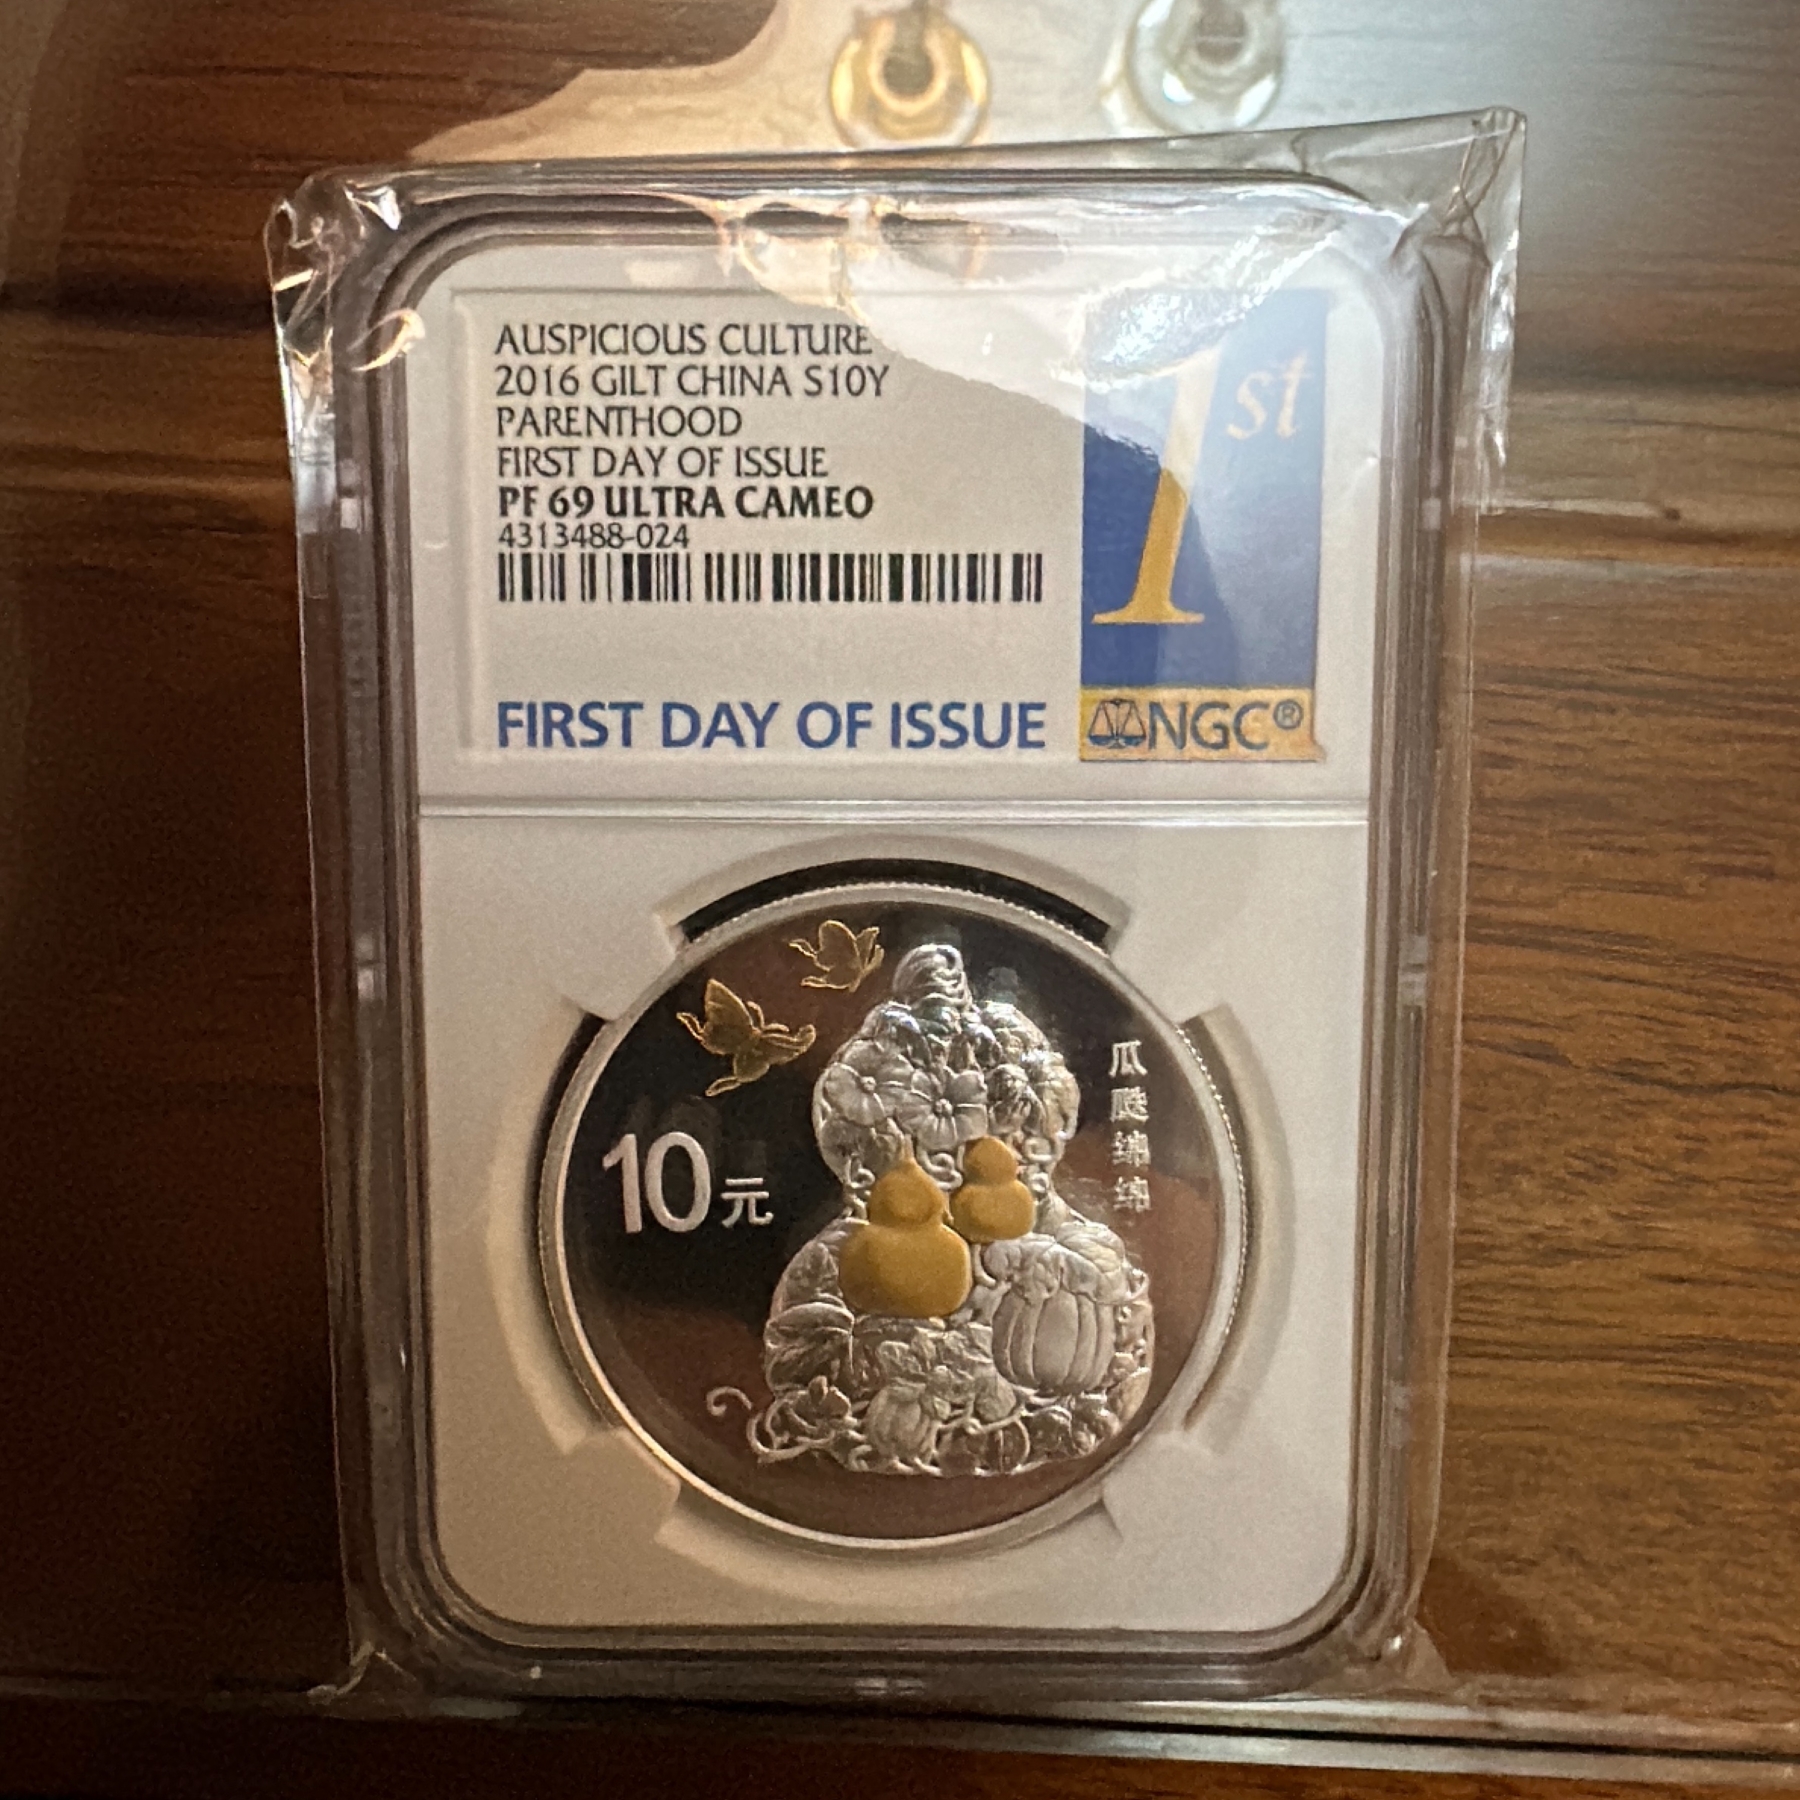 AUSPICIOUS CULTURE
2016 GILT CHINA S10Y
PARENTHOOD
FIRST DAY OF ISSUE
PF 69 ULTRA CAMEO
4313488-024
FIRST DAY OF ISSUE
1st
NGC®
10元
瓜瓞绵绵